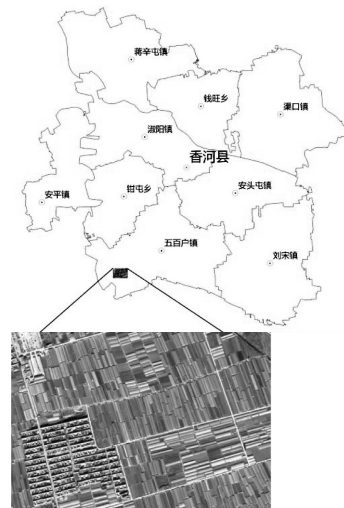 蒋辛屯镇
钱旺乡
渠口镇
淑阳镇
香河县
安平镇
钳屯乡
安头屯镇
五百户镇
刘宋镇